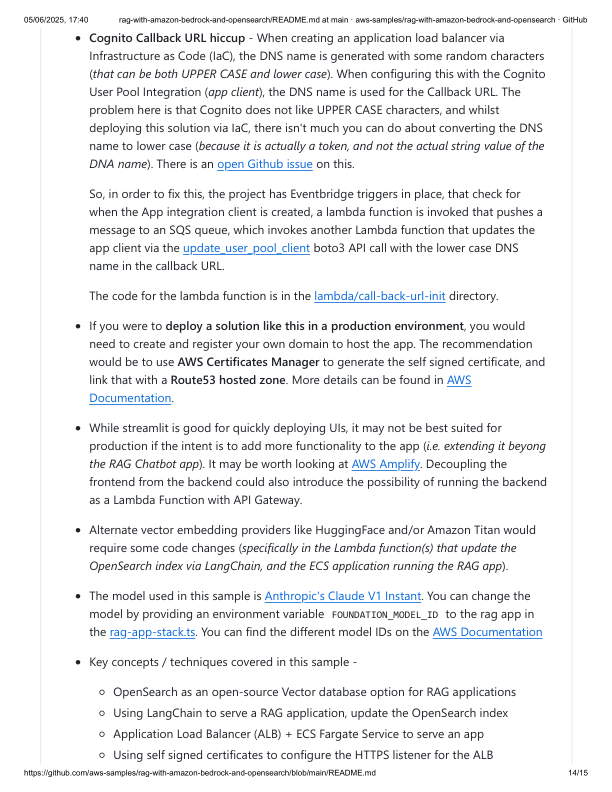 05/06/2025, 17:40
rag-with-amazon-bedrock-and-opensearch/README.md at main · aws-samples/rag-with-amazon-bedrock-and-opensearch · GitHub
Cognito Callback URL hiccup - When creating an application load balancer via
Infrastructure as Code (IaC), the DNS name is generated with some random characters
(that can be both UPPER CASE and lower case). When configuring this with the Cognito
User Pool Integration (app client), the DNS name is used for the Callback URL. The
problem here is that Cognito does not like UPPER CASE characters, and whilst
deploying this solution via IaC, there isn't much you can do about converting the DNS
name to lower case (because it is actually a token, and not the actual string value of the
DNA name). There is an open Github issue on this.
So, in order to fix this, the project has Eventbridge triggers in place, that check for
when the App integration client is created, a lambda function is invoked that pushes a
message to an SQS queue, which invokes another Lambda function that updates the
app client via the update_user_pool_client boto3 API call with the lower case DNS
name in the callback URL.
The code for the lambda function is in the lambda/call-back-url-init directory.
If you were to deploy a solution like this in a production environment, you would
need to create and register your own domain to host the app. The recommendation
would be to use AWS Certificates Manager to generate the self signed certificate, and
link that with a Route53 hosted zone. More details can be found in AWS
Documentation.
While streamlit is good for quickly deploying UIs, it may not be best suited for
production if the intent is to add more functionality to the app (i.e. extending it beyong
the RAG Chatbot app). It may be worth looking at AWS Amplify. Decoupling the
frontend from the backend could also introduce the possibility of running the backend
as a Lambda Function with API Gateway.
Alternate vector embedding providers like HuggingFace and/or Amazon Titan would
require some code changes (specifically in the Lambda function(s) that update the
OpenSearch index via LangChain, and the ECS application running the RAG app).
The model used in this sample is Anthropic's Claude V1 Instant. You can change the
model by providing an environment variable FOUNDATION_MODEL_ID to the rag app in
the rag-app-stack.ts. You can find the different model IDs on the AWS Documentation
Key concepts / techniques covered in this sample -
OpenSearch as an open-source Vector database option for RAG applications
Using LangChain to serve a RAG application, update the OpenSearch index
Application Load Balancer (ALB) + ECS Fargate Service to serve an app
Using self signed certificates to configure the HTTPS listener for the ALB
https://github.com/aws-samples/rag-with-amazon-bedrock-and-opensearch/blob/main/README.md
14/15